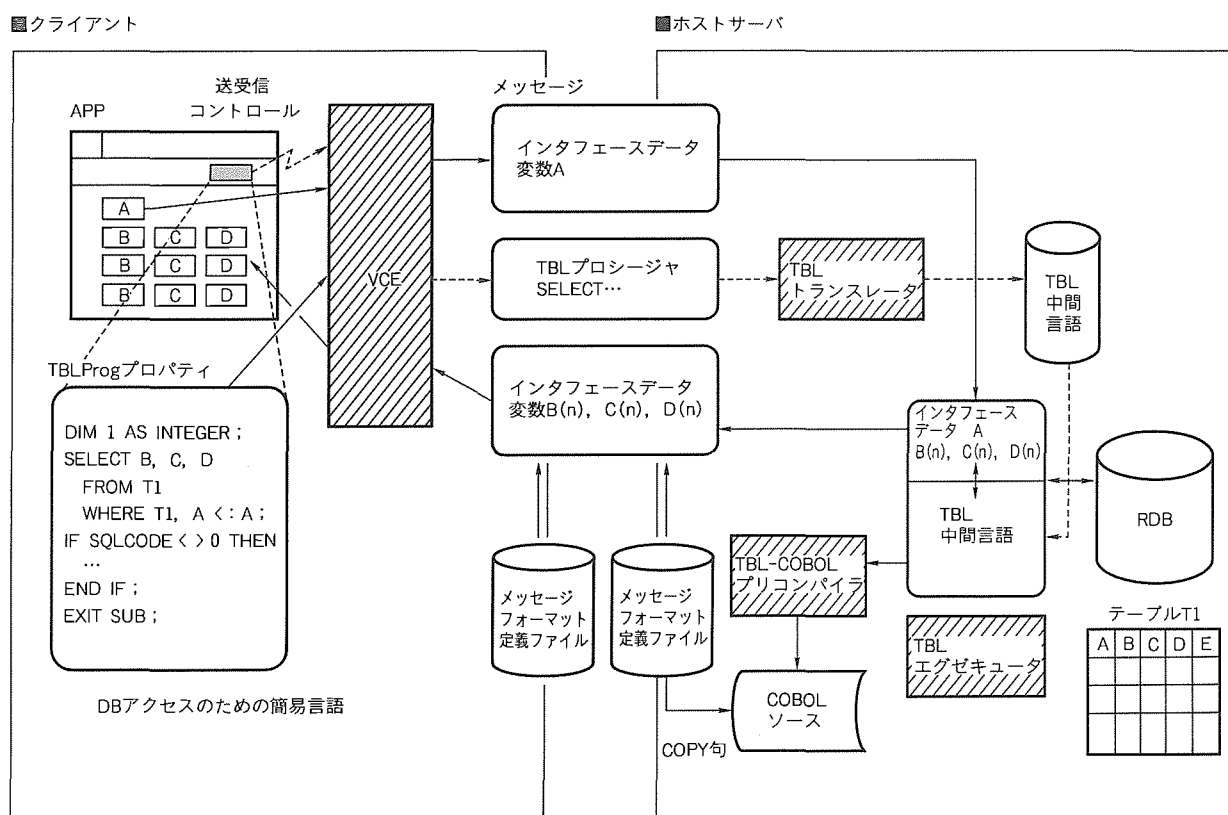 ■クライアント
■ホストサーバ
送受信
コントロール
APP
メッセージ
インタフェースデータ
変数A
A
B C D
B C D
B C D
VCE
TBLプロシージャ
SELECT…
TBL
トランスレータ
TBL
中間
言語
TBLProgプロパティ
インタフェースデータ
変数B(n), C(n), D(n)
DIM 1 AS INTEGER ;
SELECT B, C, D
FROM T1
WHERE T1, A <: A ;
IF SQLCODE < > 0 THEN
…
END IF ;
EXIT SUB ;
インタフェース
データ A
B(n), C(n), D(n)
TBL
中間言語
RDB
メッセージ
フォーマット
定義ファイル
メッセージ
フォーマット
定義ファイル
TBL-COBOL
プリコンパイラ
TBL
エグゼキュータ
テーブルT1
A B C D E
COBOL
ソース
COPY句
DBアクセスのための簡易言語